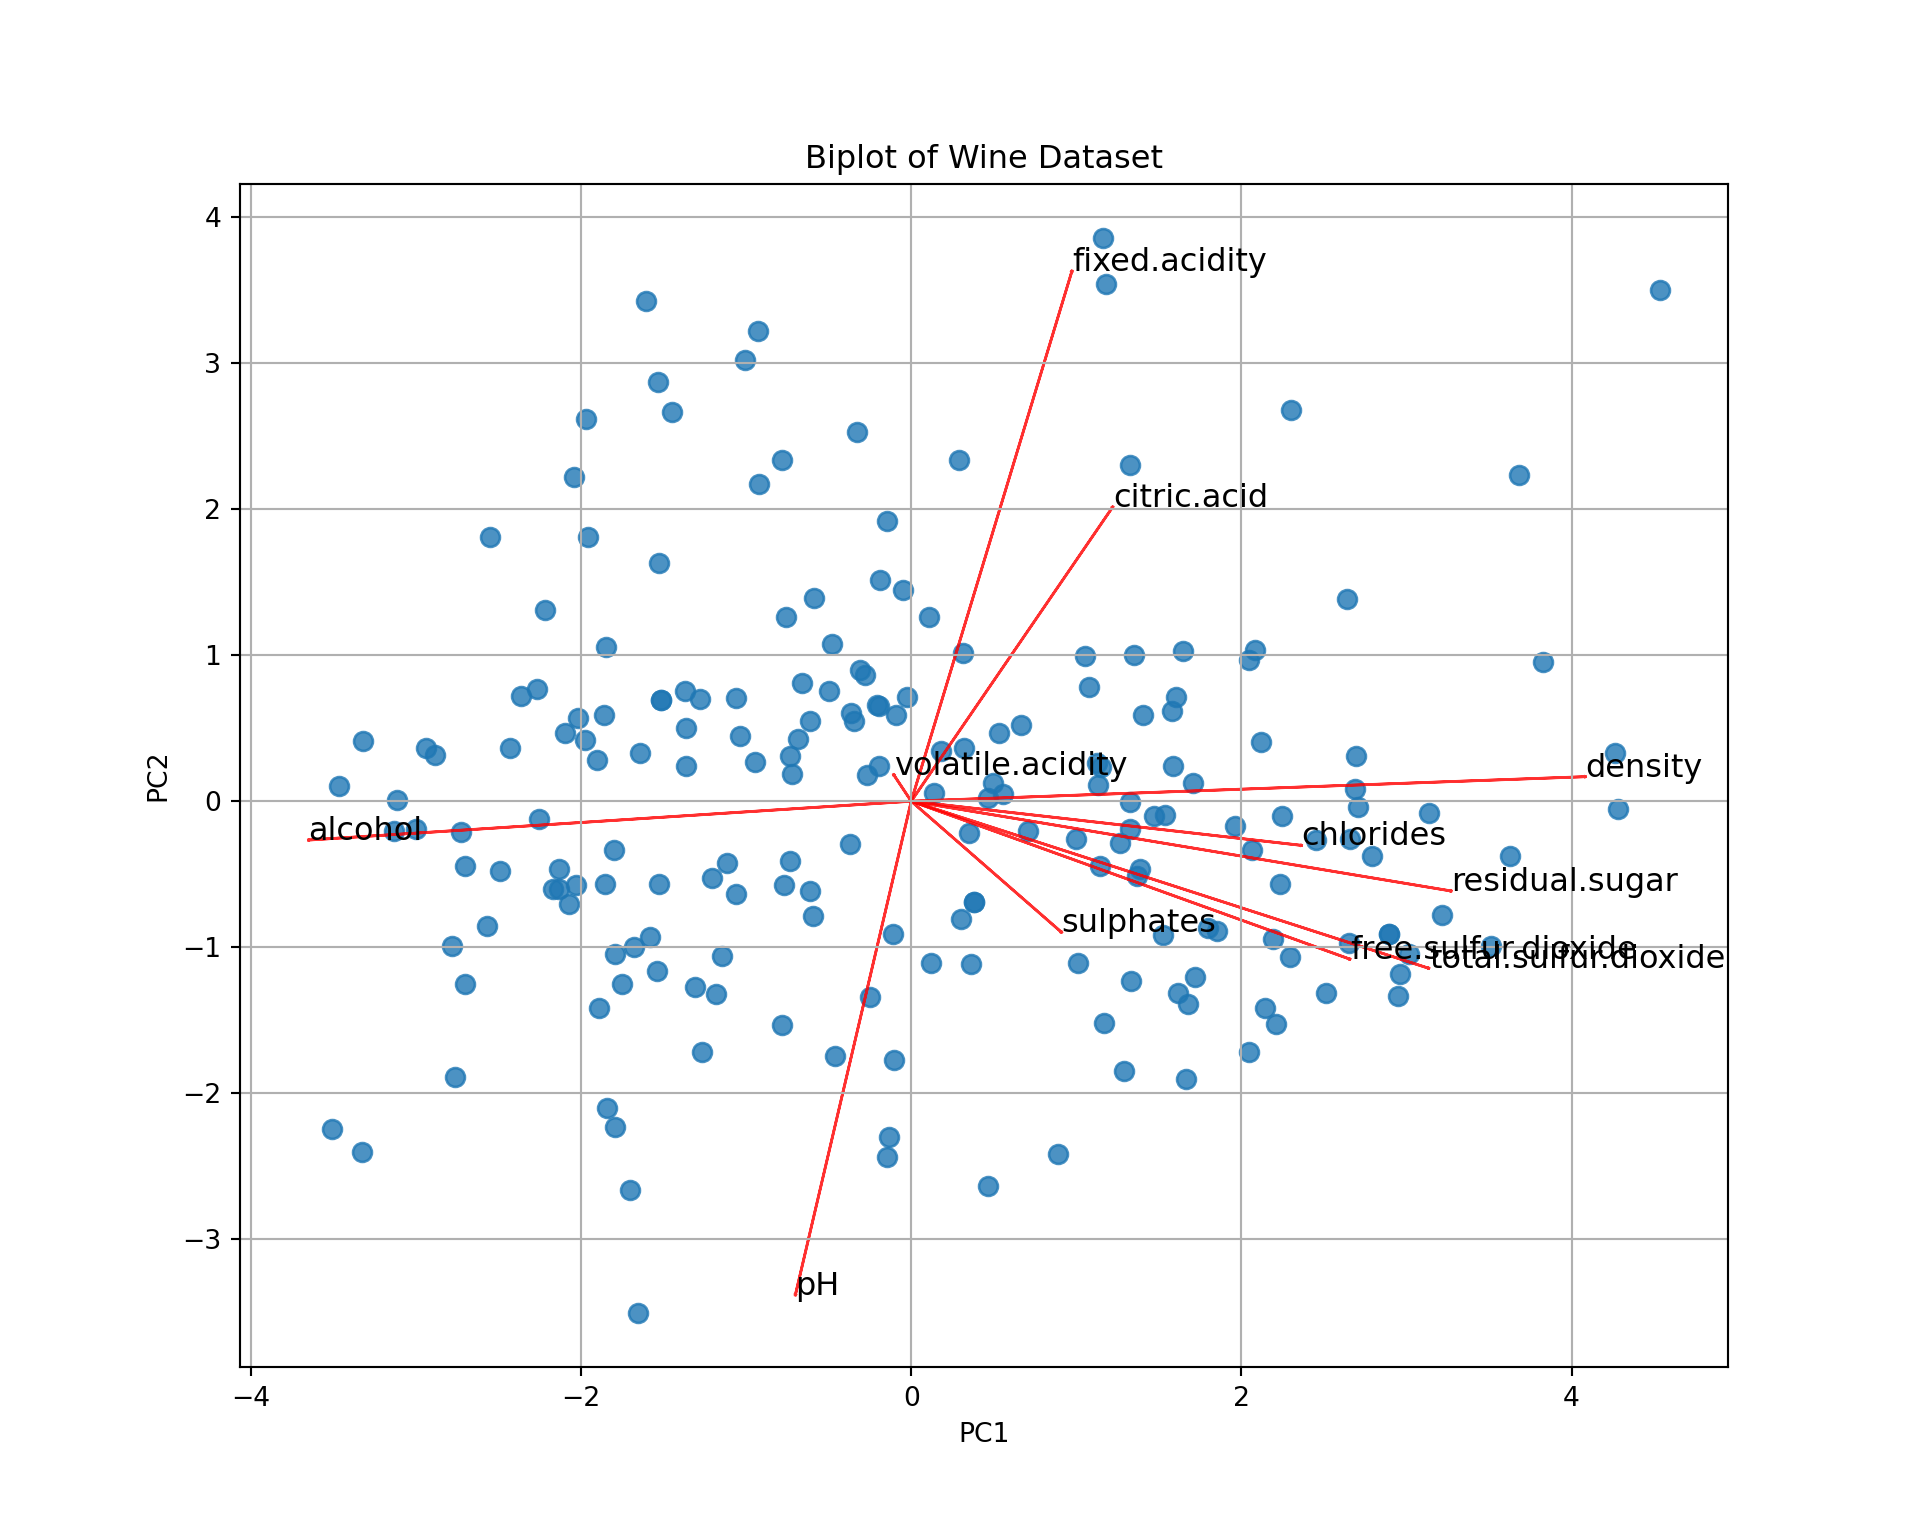 Biplot of Wine Dataset
4
fixed.acidity
3
citric.acid
2
1
volatile.acidity
density
PC2
0
alcohol
chlorides
residual.sugar
sulphates
−1
free.sulfur.dioxide
total.sulfur.dioxide
−2
−3
pH
−4 −2 0 2 4
PC1